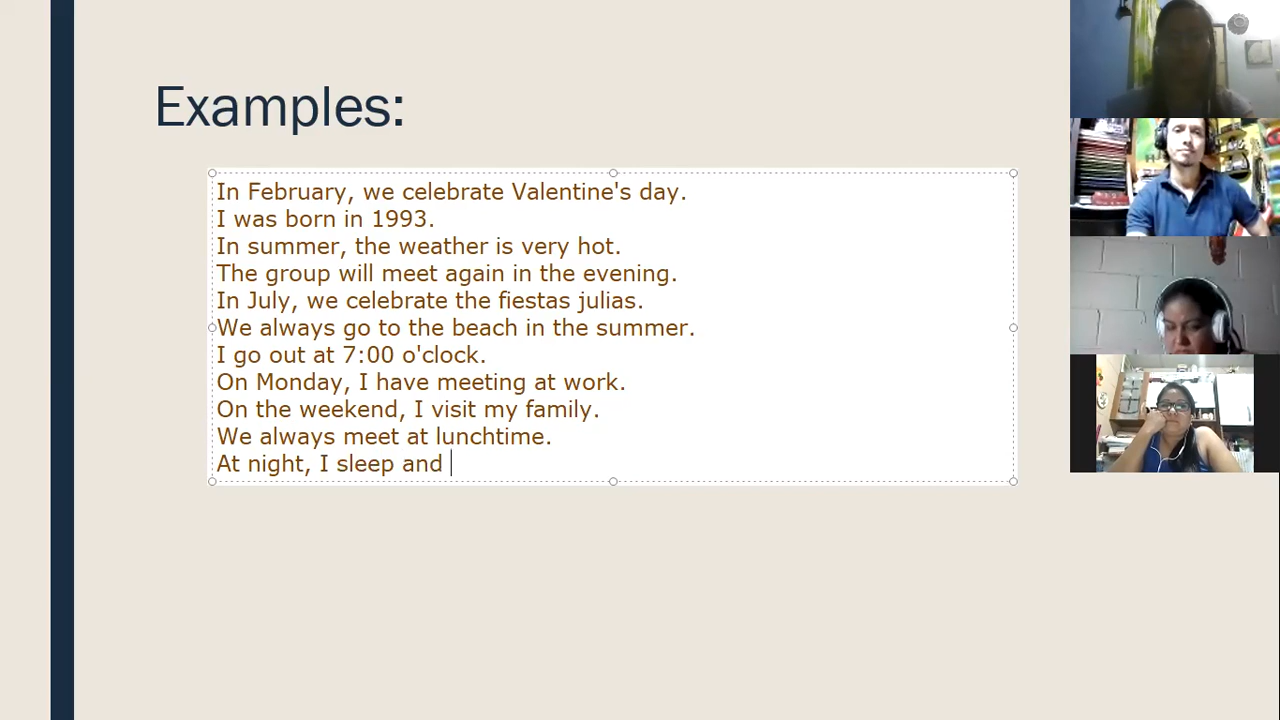 Examples:
In February, we celebrate Valentine's day.
I was born in 1993.
In summer, the weather is very hot.
The group will meet again in the evening.
In July, we celebrate the fiestas julias.
We always go to the beach in the summer.
I go out at 7:00 o'clock.
On Monday, I have meeting at work.
On the weekend, I visit my family.
We always meet at lunchtime.
At night, I sleep and